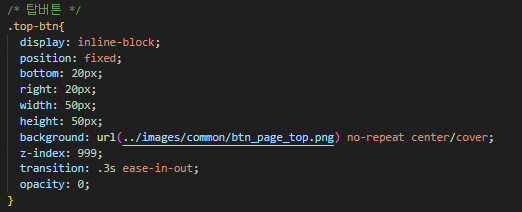 /* 탑버튼 */
.top-btn{
  display: inline-block;
  position: fixed;
  bottom: 20px;
  right: 20px;
  width: 50px;
  height: 50px;
  background: url(../images/common/btn_page_top.png) no-repeat center/cover;
  z-index: 999;
  transition: .3s ease-in-out;
  opacity: 0;
}